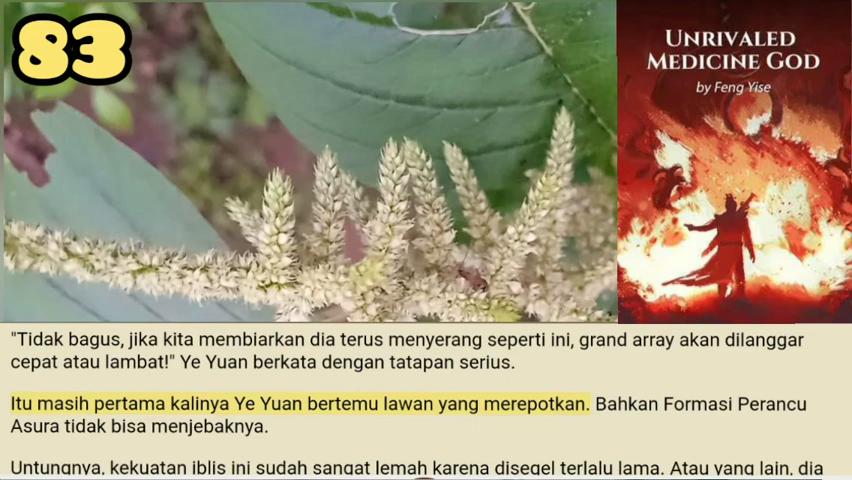 83
UNRIVALED
MEDICINE GOD
by Feng Yise
"Tidak bagus, jika kita membiarkan dia terus menyerang seperti ini, grand array akan dilanggar
cepat atau lambat!" Ye Yuan berkata dengan tatapan serius.
Itu masih pertama kalinya Ye Yuan bertemu lawan yang merepotkan. Bahkan Formasi Perancu
Asura tidak bisa menjebaknya.
Untungnya, kekuatan iblis ini sudah sangat lemah karena disegel terlalu lama. Atau yang lain, dia